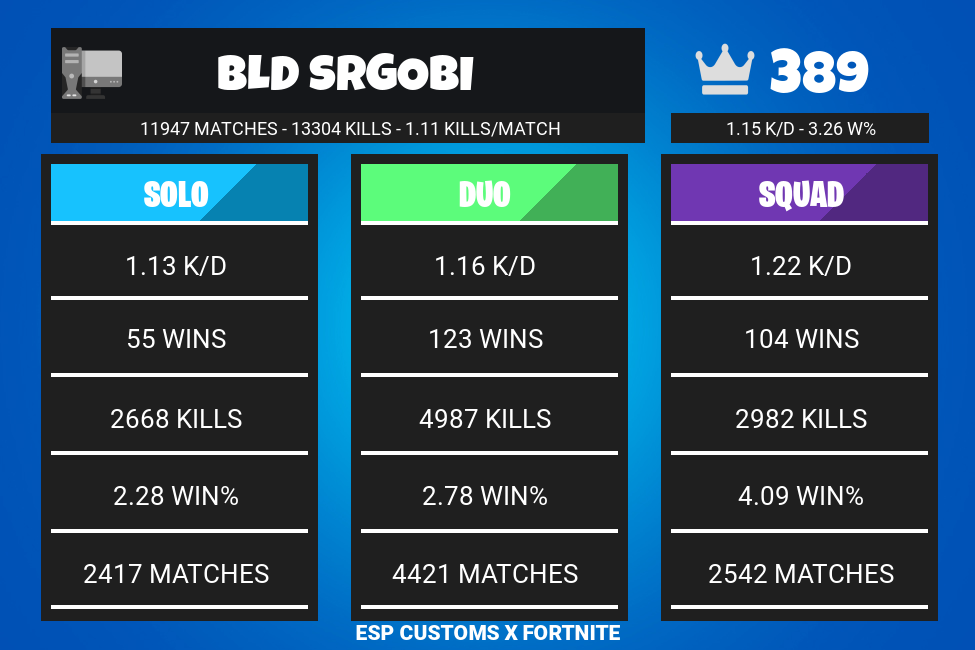 BLD SRGOBI
389
11947 MATCHES - 13304 KILLS - 1.11 KILLS/MATCH
1.15 K/D - 3.26 W%
SOLO
1.13 K/D
55 WINS
2668 KILLS
2.28 WIN%
2417 MATCHES
DUO
1.16 K/D
123 WINS
4987 KILLS
2.78 WIN%
4421 MATCHES
SQUAD
1.22 K/D
104 WINS
2982 KILLS
4.09 WIN%
2542 MATCHES
ESP CUSTOMS X FORTNITE